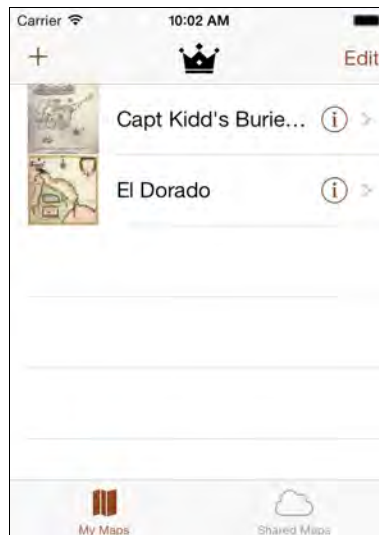 Carrier 10:02 AM
+ Edit
Capt Kidd's Burie... i >
El Dorado i >
My Maps Shared Maps